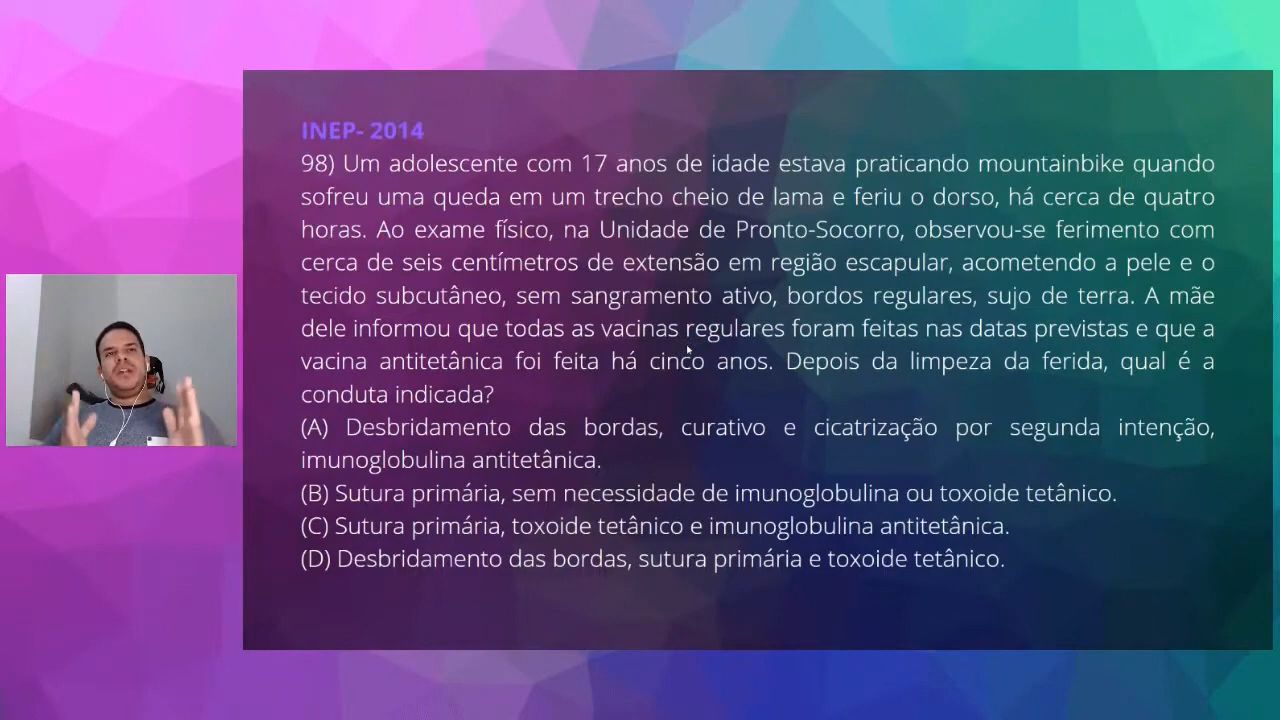 INEP- 2014
98) Um adolescente com 17 anos de idade estava praticando mountainbike quando
sofreu uma queda em um trecho cheio de lama e feriu o dorso, há cerca de quatro
horas. Ao exame físico, na Unidade de Pronto-Socorro, observou-se ferimento com
cerca de seis centímetros de extensão em região escapular, acometendo a pele e o
tecido subcutâneo, sem sangramento ativo, bordos regulares, sujo de terra. A mãe
dele informou que todas as vacinas regulares foram feitas nas datas previstas e que a
vacina antitetânica foi feita há cinco anos. Depois da limpeza da ferida, qual é a
conduta indicada?
(A) Desbridamento das bordas, curativo e cicatrização por segunda intenção,
imunoglobulina antitetânica.
(B) Sutura primária, sem necessidade de imunoglobulina ou toxoide tetânico.
(C) Sutura primária, toxoide tetânico e imunoglobulina antitetânica.
(D) Desbridamento das bordas, sutura primária e toxoide tetânico.